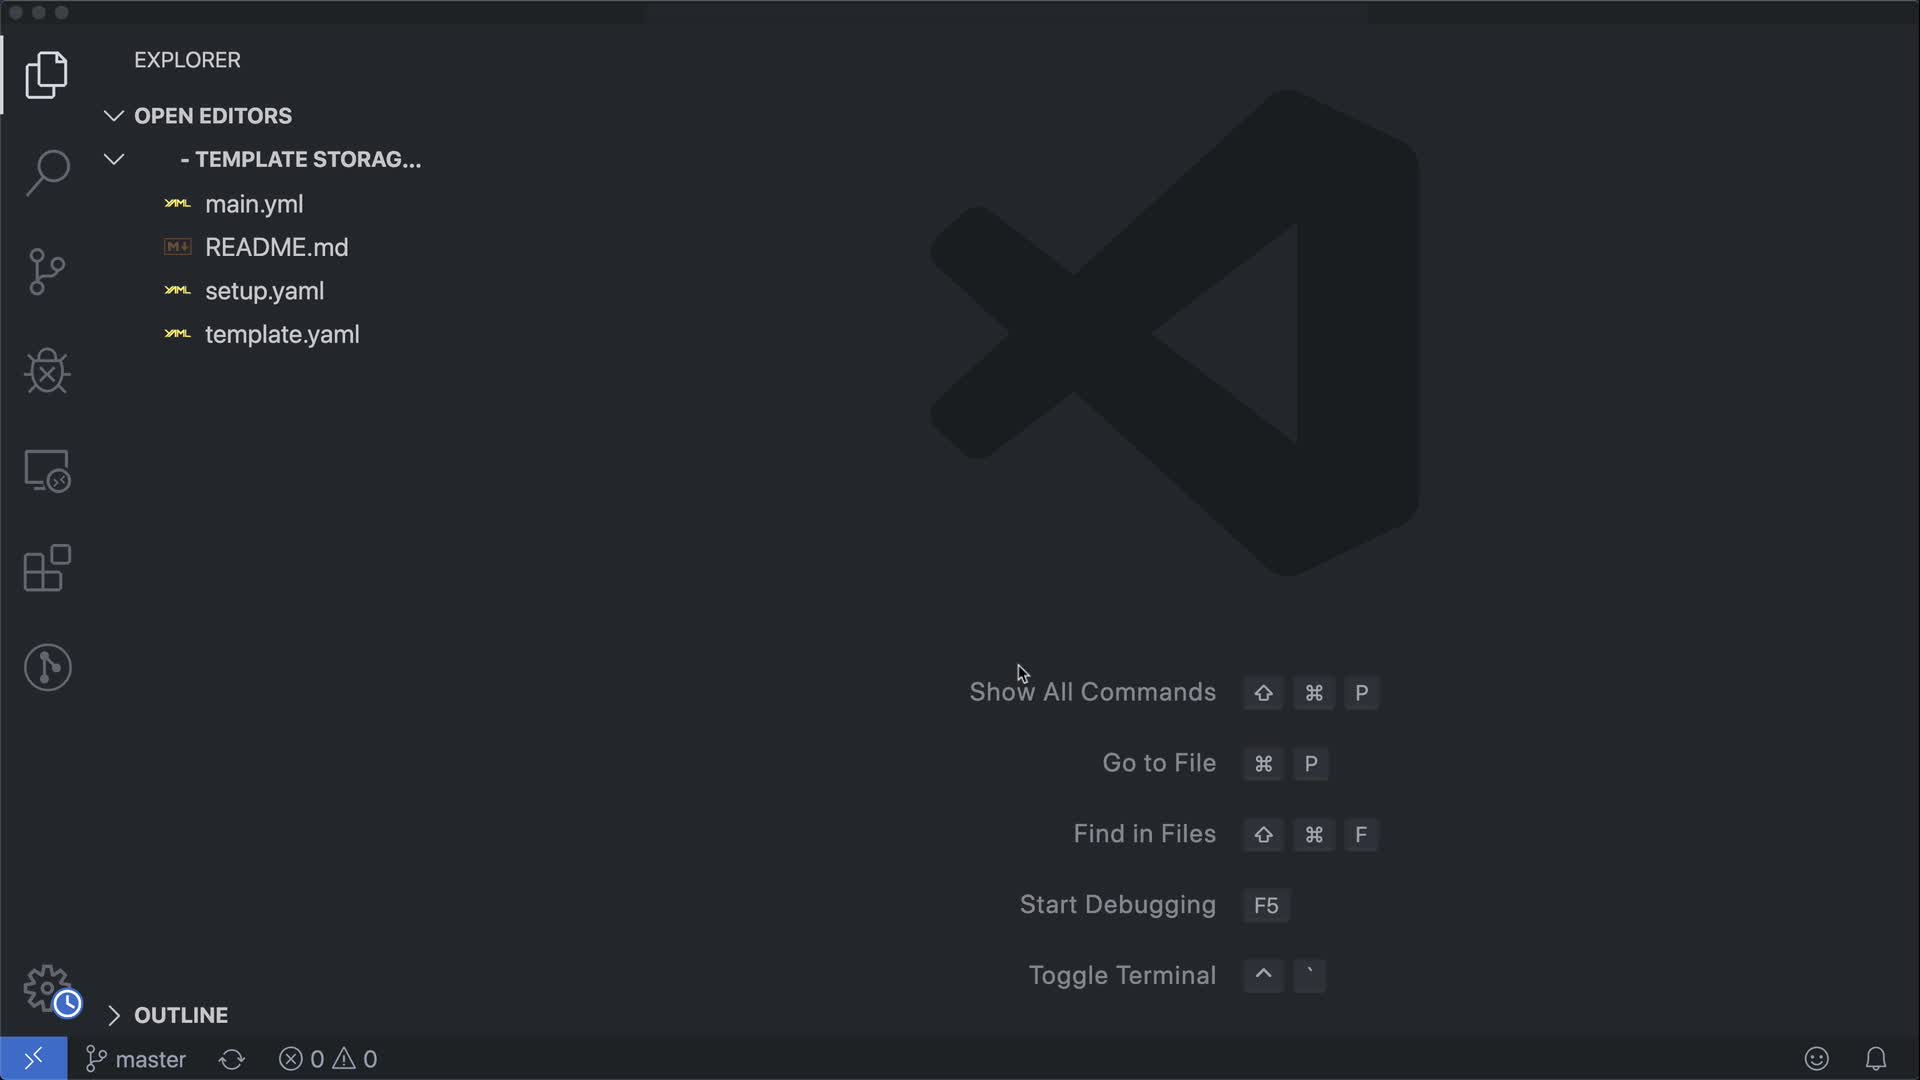 EXPLORER
OPEN EDITORS
- TEMPLATE STORAG...
main.yml
README.md
setup.yaml
template.yaml
Show All Commands ⇧ ⌘ P
Go to File ⌘ P
Find in Files ⇧ ⌘ F
Start Debugging F5
Toggle Terminal ^ `
OUTLINE
master 0 0